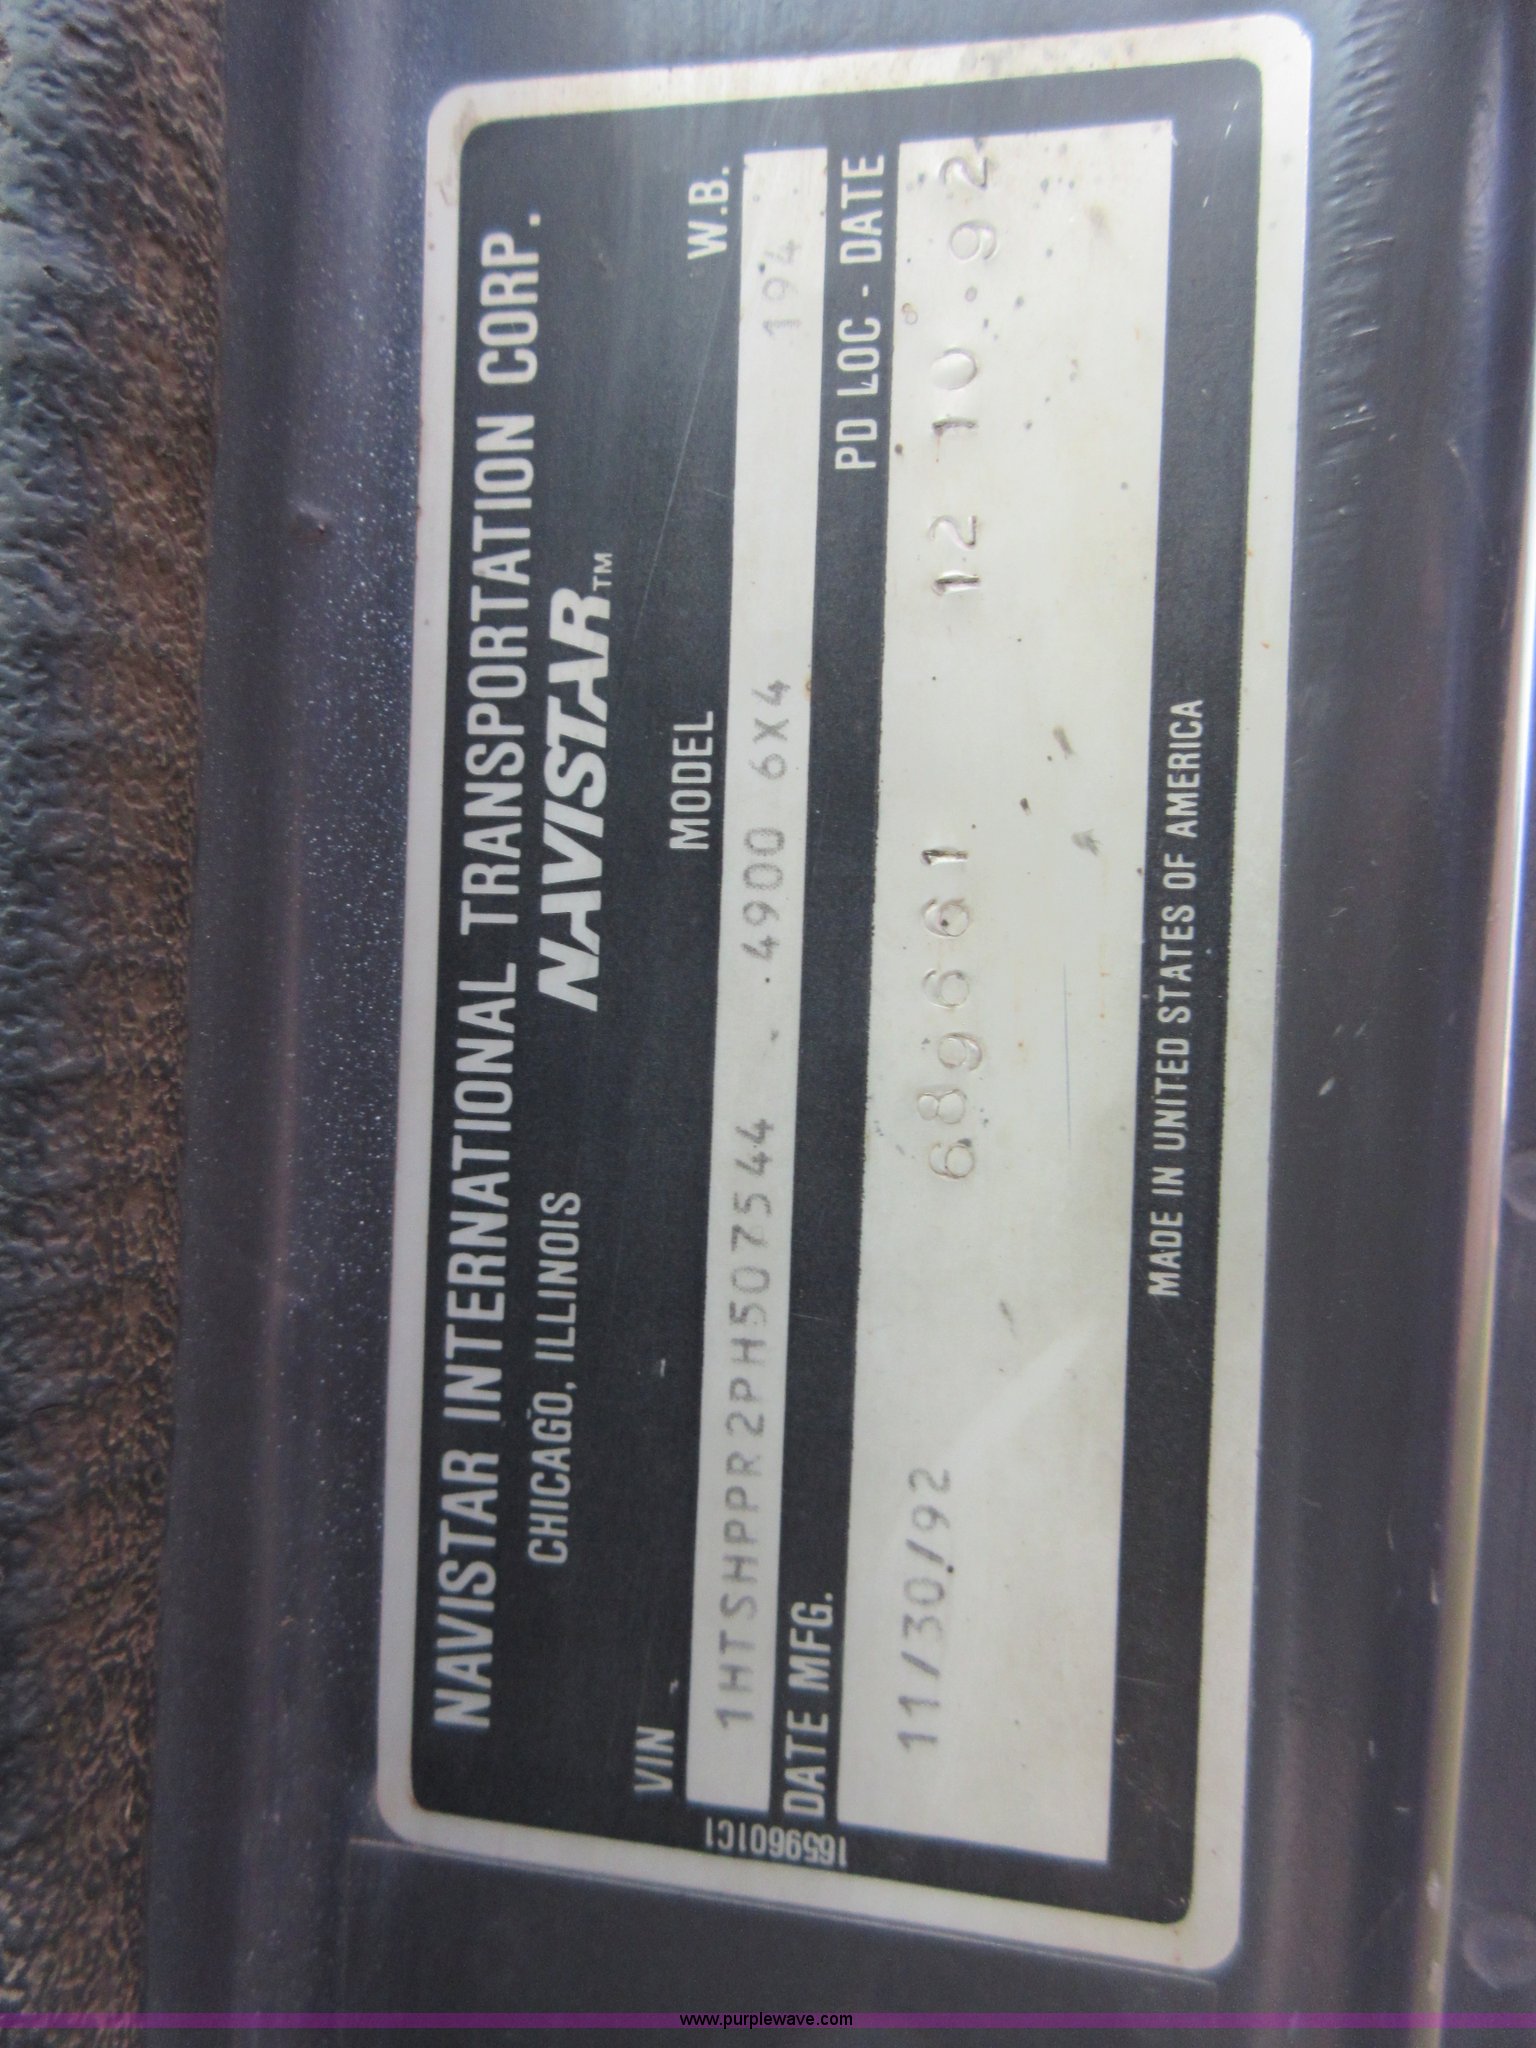 NAVISTAR INTERNATIONAL TRANSPORTATION CORP.
CHICAGO, ILLINOIS NAVISTAR™
VIN MODEL W.B.
1HTSHPPR2PH507544 4900 6X4 194
DATE MFG. PD LOC - DATE
11/30/92 689661 12 10 92
MADE IN UNITED STATES OF AMERICA
1659601C1
www.purplewave.com